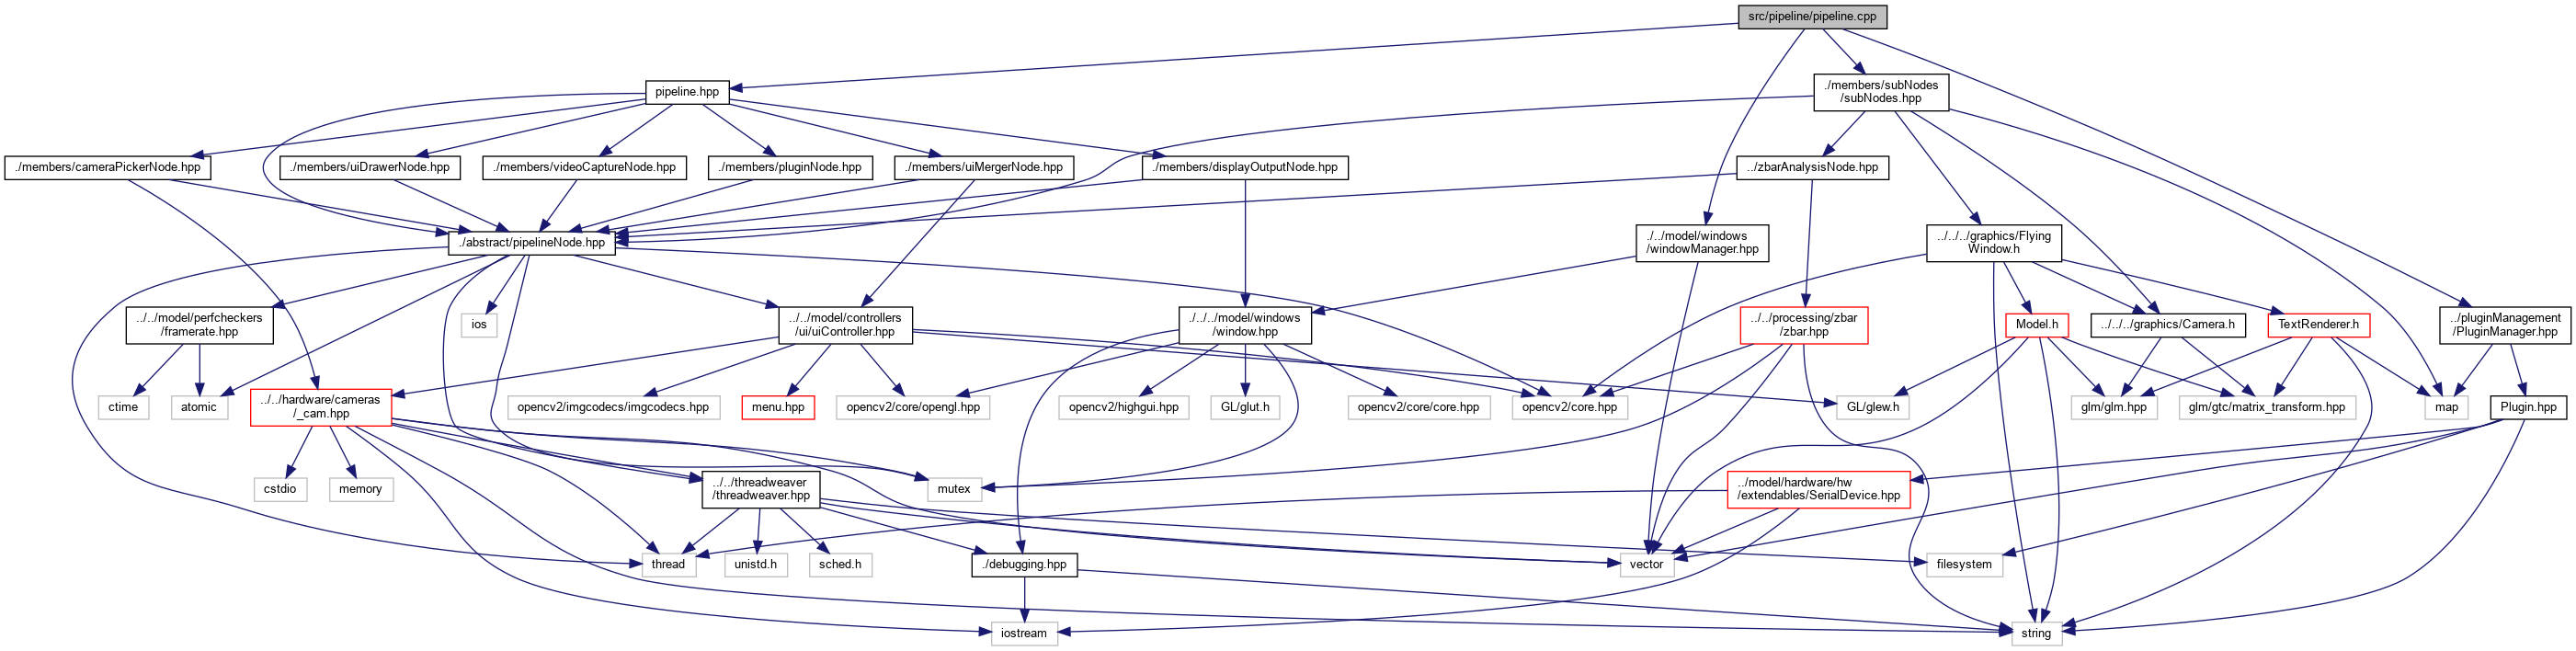 src/pipeline/pipeline.cpp
pipeline.hpp
./members/subNodes
/subNodes.hpp
./members/cameraPickerNode.hpp
./members/uiDrawerNode.hpp
./members/videoCaptureNode.hpp
./members/pluginNode.hpp
./members/uiMergerNode.hpp
./members/displayOutputNode.hpp
../zbarAnalysisNode.hpp
./abstract/pipelineNode.hpp
./../model/windows
/windowManager.hpp
../../../graphics/Flying
Window.h
../../model/perfcheckers
/framerate.hpp
ios
../../model/controllers
/ui/uiController.hpp
./../../model/windows
/window.hpp
../../processing/zbar
/zbar.hpp
Model.h
../../../graphics/Camera.h
TextRenderer.h
../pluginManagement
/PluginManager.hpp
ctime
atomic
../../hardware/cameras
/_cam.hpp
opencv2/imgcodecs/imgcodecs.hpp
menu.hpp
opencv2/core/opengl.hpp
opencv2/highgui.hpp
GL/glut.h
opencv2/core/core.hpp
opencv2/core.hpp
GL/glew.h
glm/glm.hpp
glm/gtc/matrix_transform.hpp
map
Plugin.hpp
cstdio
memory
../../threadweaver
/threadweaver.hpp
mutex
../model/hardware/hw
/extendables/SerialDevice.hpp
thread
unistd.h
sched.h
./debugging.hpp
vector
filesystem
iostream
string